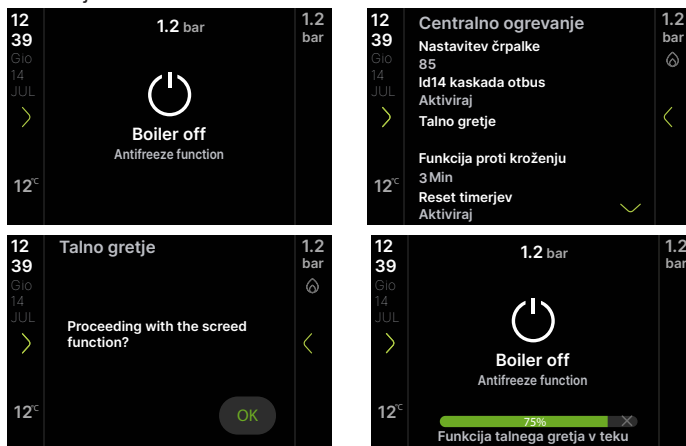 12
39
Gio
14
JUL
12°C
1.2 bar
Boiler off
Antifreeze function
1.2
bar
12
39
Gio
14
JUL
12°C
Centralno ogrevanje
Nastavitev črpalke
85
Id14 kaskada otbus
Aktiviraj
Talno gretje
Funkcija proti kroženju
3 Min
Reset timerjev
Aktiviraj
1.2
bar
12
39
Gio
14
JUL
12°C
Talno gretje
Proceeding with the screed
function?
OK
1.2
bar
12
39
Gio
14
JUL
12°C
1.2 bar
Boiler off
Antifreeze function
75%
Funkcija talnega gretja v teku
1.2
bar